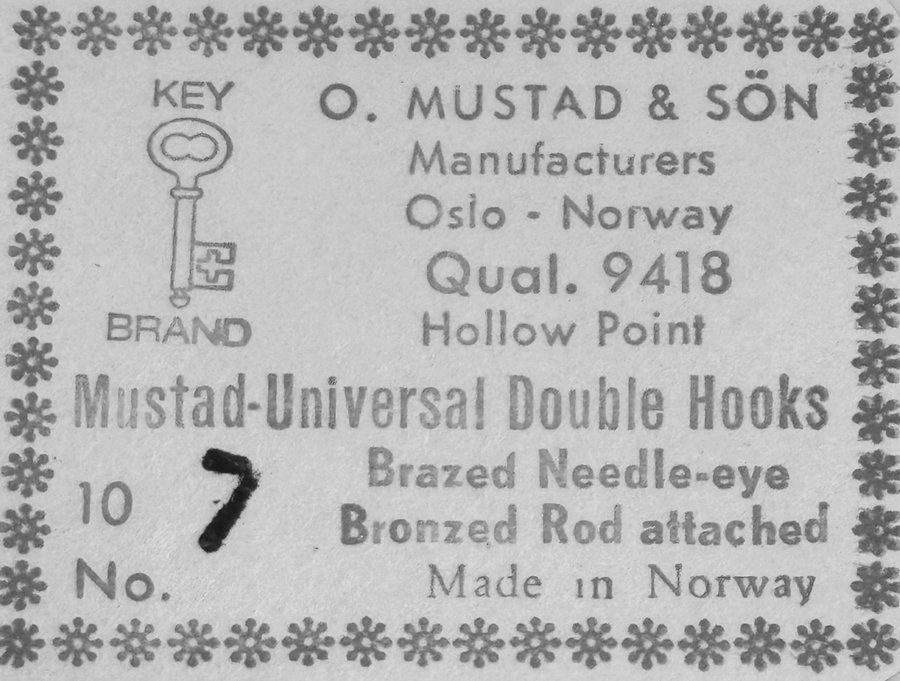 KEY
BRAND
O. MUSTAD & SÖN
Manufacturers
Oslo - Norway
Qual. 9418
Hollow Point
Mustad-Universal Double Hooks
Brazed Needle-eye
Bronzed Rod attached
Made in Norway
10
7
No.